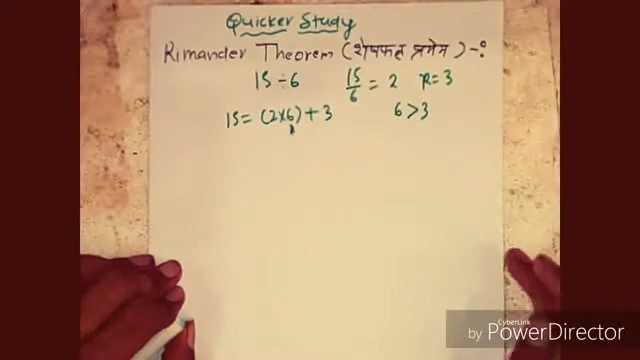 Quicker Study
Rimander Theorem (शेषफल प्रमेय) -:
15 ÷ 6 15/6 = 2 R = 3
15 = (2×6) + 3 6 > 3
CyberLink
by PowerDirector